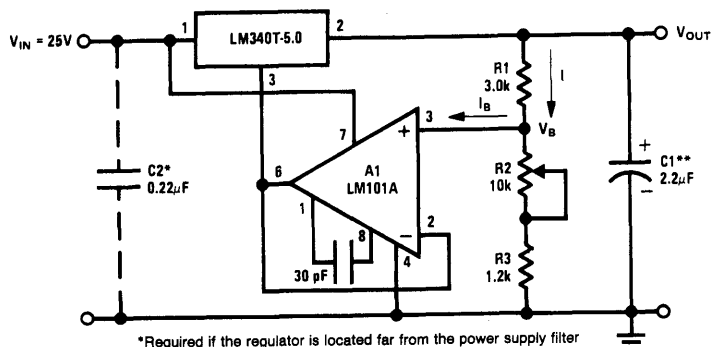 V_IN = 25V
1
LM340T-5.0
2
V_OUT
3
R1
3.0k
I
I_B
3
V_B
7
+
6
A1
LM101A
R2
10k
C1**
2.2μF
+
−
C2*
0.22μF
1
8
−
2
4
30 pF
R3
1.2k
*Required if the regulator is located far from the power supply filter